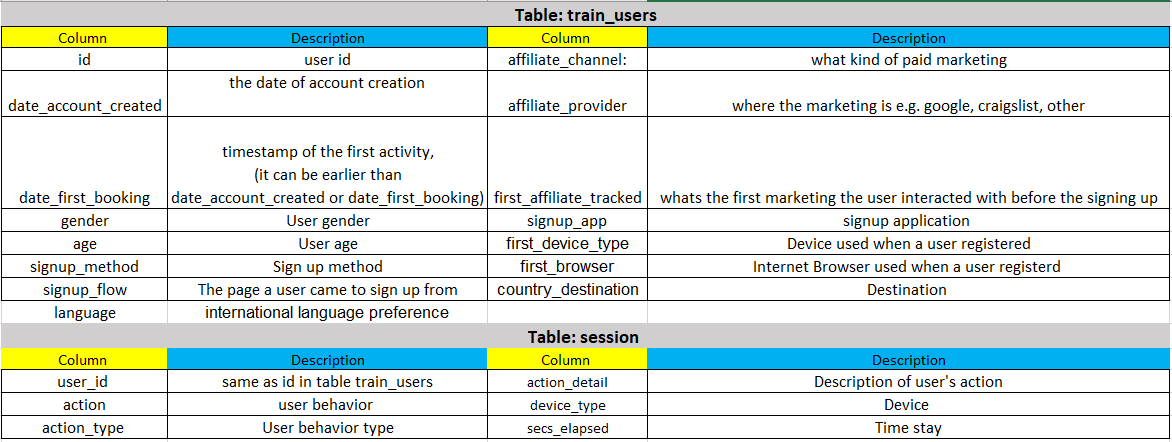 Table: train_users
Column Description Column Description
id user id affiliate_channel: what kind of paid marketing
the date of account creation
date_account_created affiliate_provider where the marketing is e.g. google, craigslist, other
timestamp of the first activity,
(it can be earlier than
date_first_booking date_account_created or date_first_booking) first_affiliate_tracked whats the first marketing the user interacted with before the signing up
gender User gender signup_app signup application
age User age first_device_type Device used when a user registered
signup_method Sign up method first_browser Internet Browser used when a user registerd
signup_flow The page a user came to sign up from country_destination Destination
language international language preference
Table: session
Column Description Column Description
user_id same as id in table train_users action_detail Description of user's action
action user behavior device_type Device
action_type User behavior type secs_elapsed Time stay